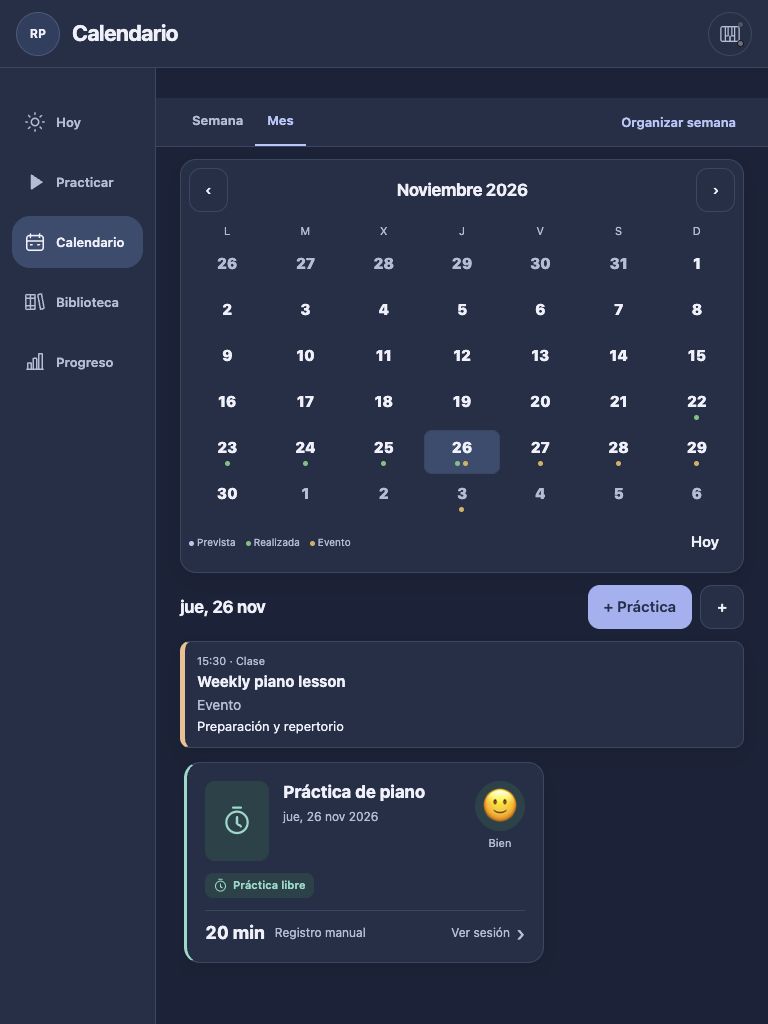 RP
Calendario
Hoy
Practicar
Calendario
Biblioteca
Progreso
Semana Mes Organizar semana
‹ Noviembre 2026 ›
L M X J V S D
26 27 28 29 30 31 1
2 3 4 5 6 7 8
9 10 11 12 13 14 15
16 17 18 19 20 21 22
23 24 25 26 27 28 29
30 1 2 3 4 5 6
Prevista Realizada Evento Hoy
jue, 26 nov + Práctica +
15:30 · Clase
Weekly piano lesson
Evento
Preparación y repertorio
Práctica de piano
jue, 26 nov 2026
Bien
Práctica libre
20 min Registro manual Ver sesión ›